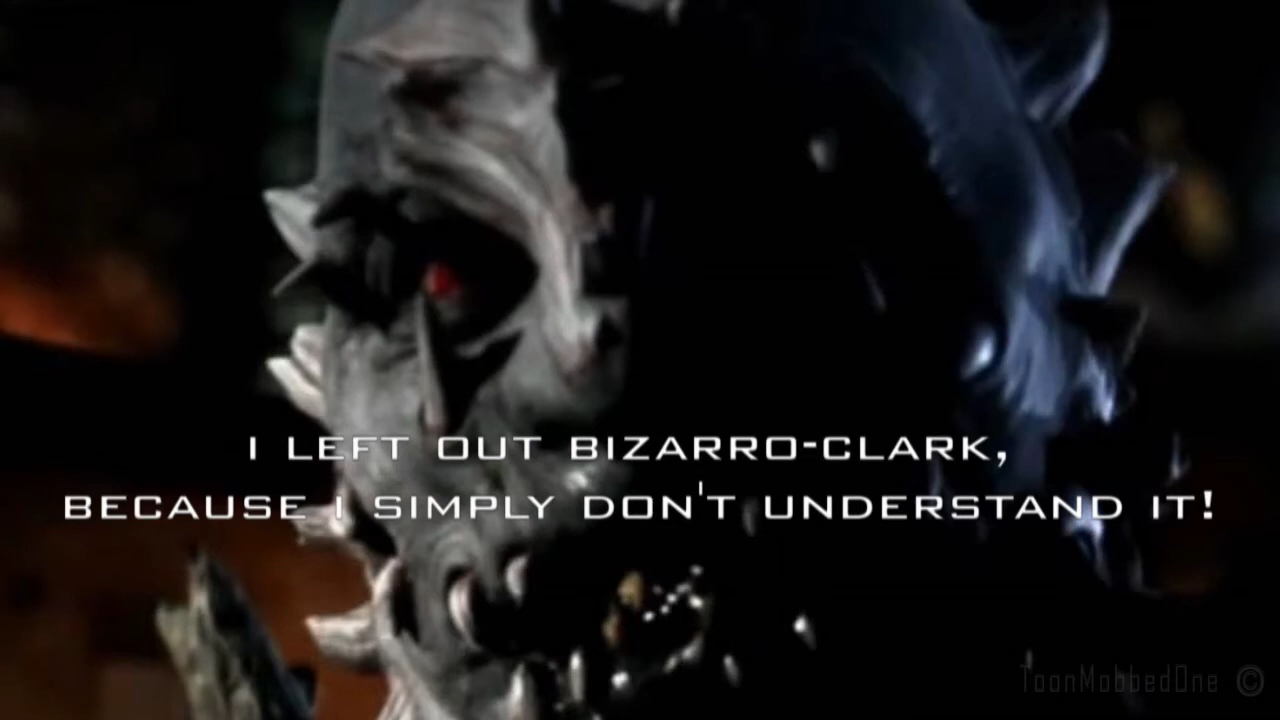 I LEFT OUT BIZARRO-CLARK,
BECAUSE I SIMPLY DON'T UNDERSTAND IT!
ToonMobbedOne ©